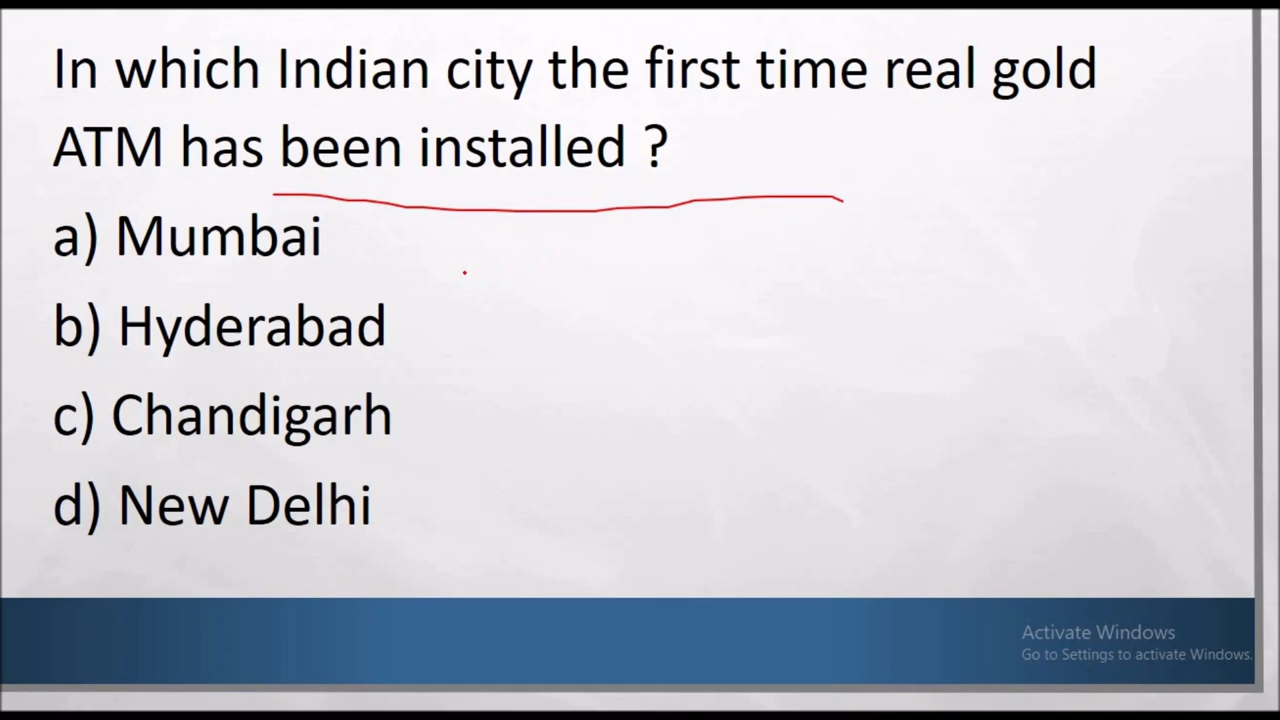 In which Indian city the first time real gold
ATM has been installed ?
a) Mumbai
b) Hyderabad
c) Chandigarh
d) New Delhi
Activate Windows
Go to Settings to activate Windows.